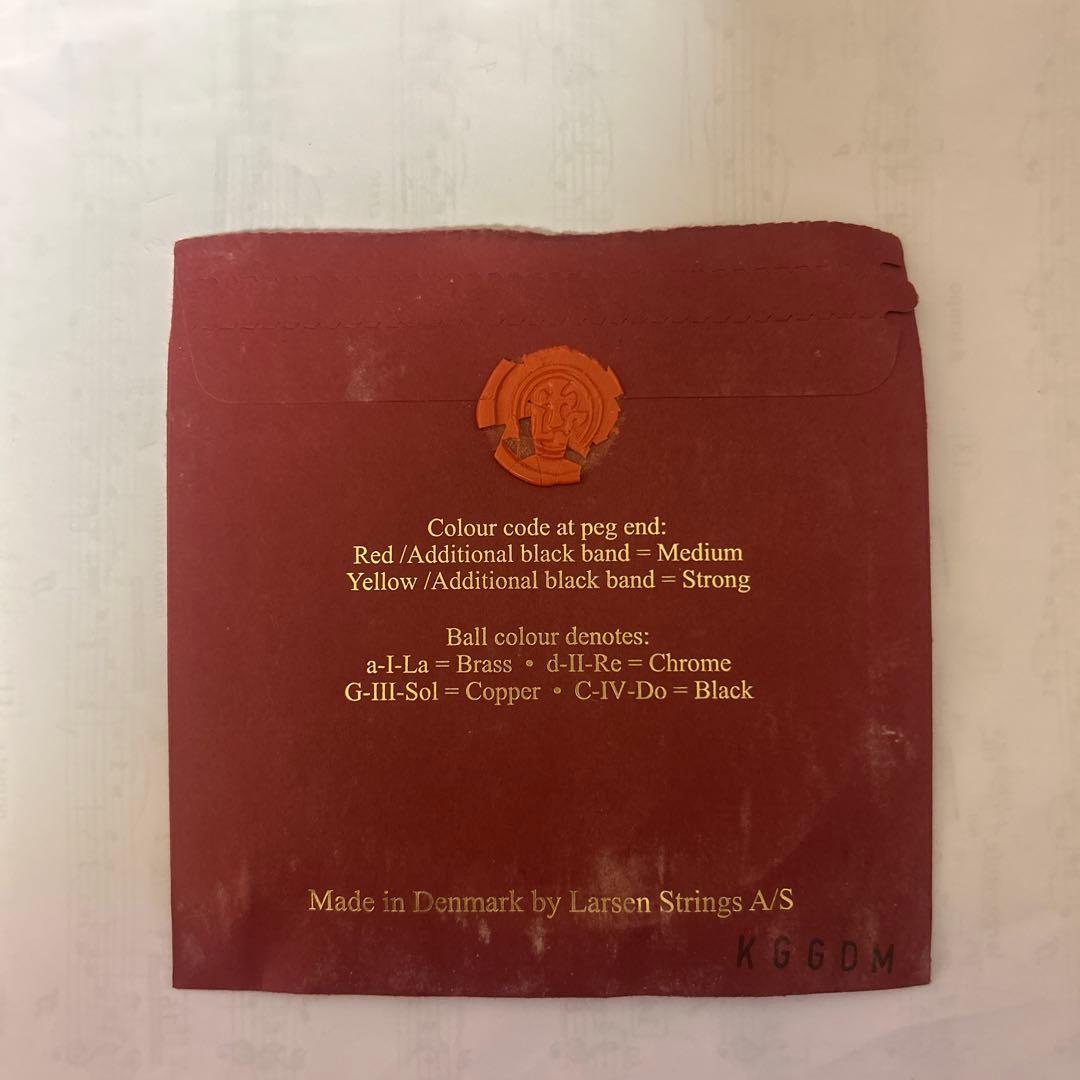 Colour code at peg end:
Red /Additional black band = Medium
Yellow /Additional black band = Strong
Ball colour denotes:
a-I-La = Brass • d-II-Re = Chrome
G-III-Sol = Copper • C-IV-Do = Black
Made in Denmark by Larsen Strings A/S
KGGDM